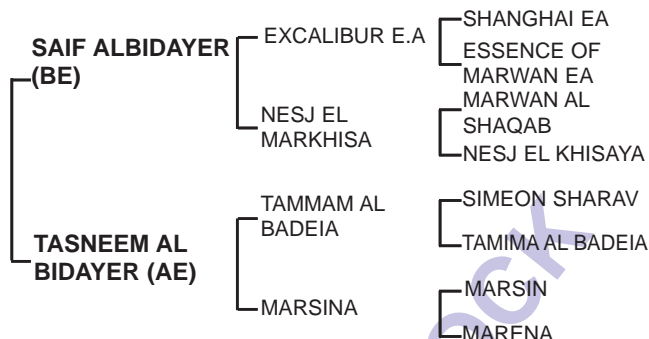 SAIF ALBIDAYER
(BE)
EXCALIBUR E.A
SHANGHAI EA
ESSENCE OF
MARWAN EA
NESJ EL
MARKHISA
MARWAN AL
SHAQAB
NESJ EL KHISAYA
TASNEEM AL
BIDAYER (AE)
TAMMAM AL
BADEIA
SIMEON SHARAV
TAMIMA AL BADEIA
MARSINA
MARSIN
MARENA
OCK